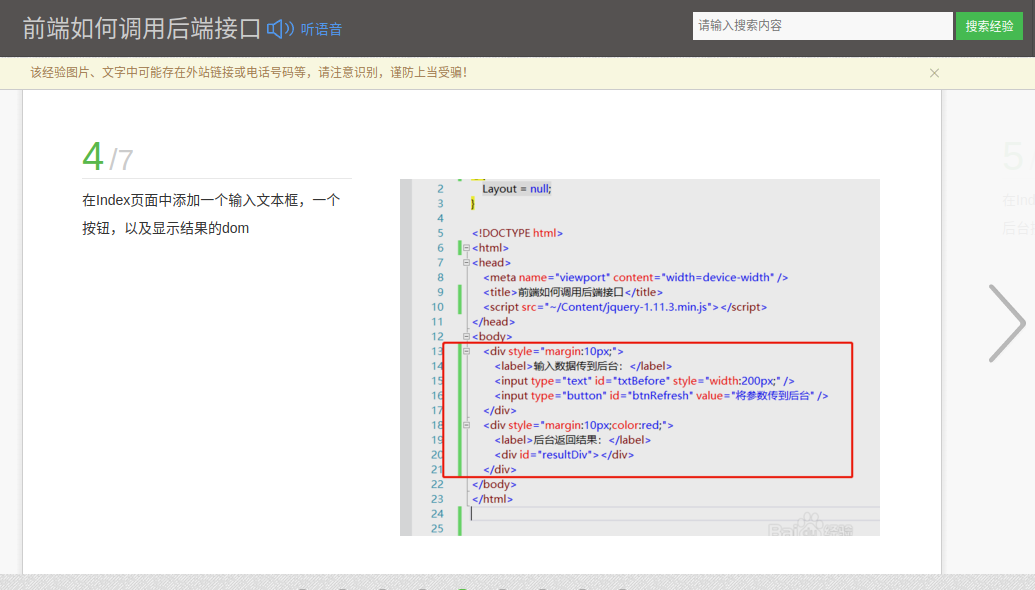 前端如何调用后端接口 听语音
请输入搜索内容 搜索经验
该经验图片、文字中可能存在外站链接或电话号码等，请注意识别，谨防上当受骗！ ×
4 /7
在Index页面中添加一个输入文本框，一个
按钮，以及显示结果的dom
2 Layout = null;
3 }
4
5 <!DOCTYPE html>
6 <html>
7 <head>
8 <meta name="viewport" content="width=device-width" />
9 <title>前端如何调用后端接口</title>
10 <script src="~/Content/jquery-1.11.3.min.js"></script>
11 </head>
12 <body>
13 <div style="margin:10px;">
14 <label>输入数据传到后台：</label>
15 <input type="text" id="txtBefore" style="width:200px;" />
16 <input type="button" id="btnRefresh" value="将参数传到后台" />
17 </div>
18 <div style="margin:10px;color:red;">
19 <label>后台返回结果：</label>
20 <div id="resultDiv"></div>
21 </div>
22 </body>
23 </html>
24
25
Baidu经验
5
在Ind
后台接